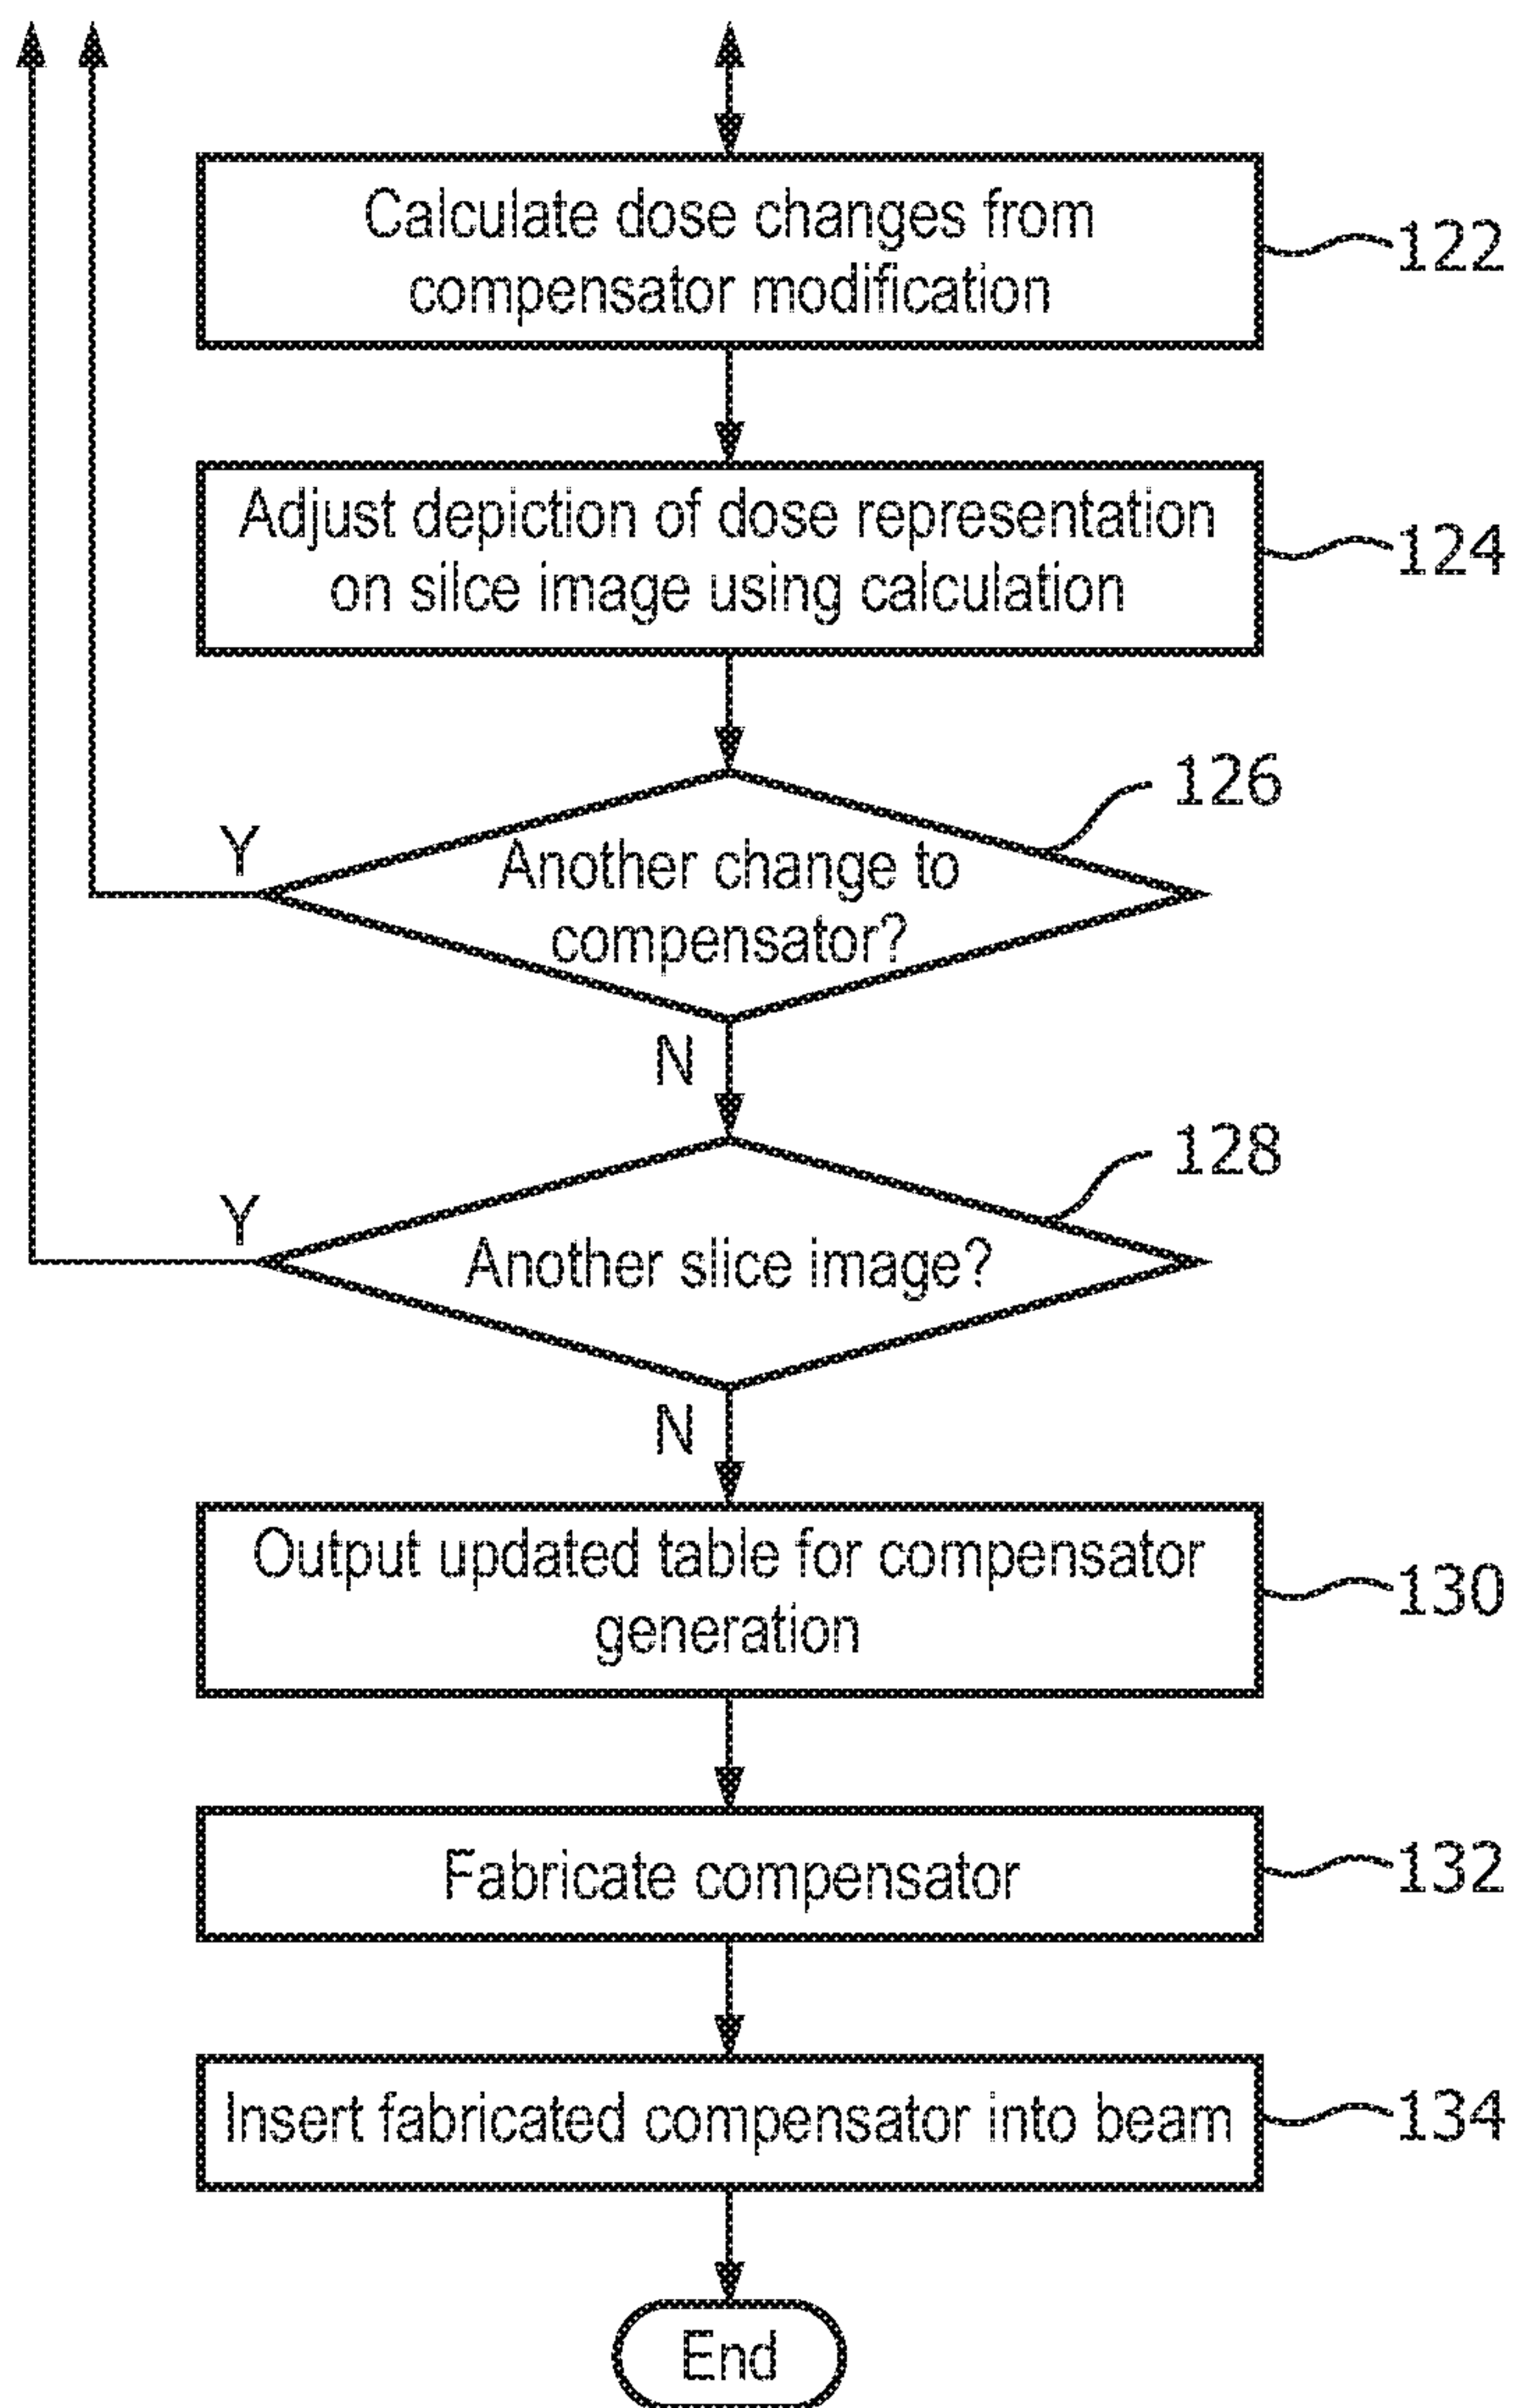 Calculate dose changes from
compensator modification
122
Adjust depiction of dose representation
on silce image using calculation
124
126
Y
Another change to
compensator?
N
128
Y
Another slice image?
N
Output updated table for compensator
generation
130
Fabricate compensator
132
Insert fabricated compensator into beam
134
End